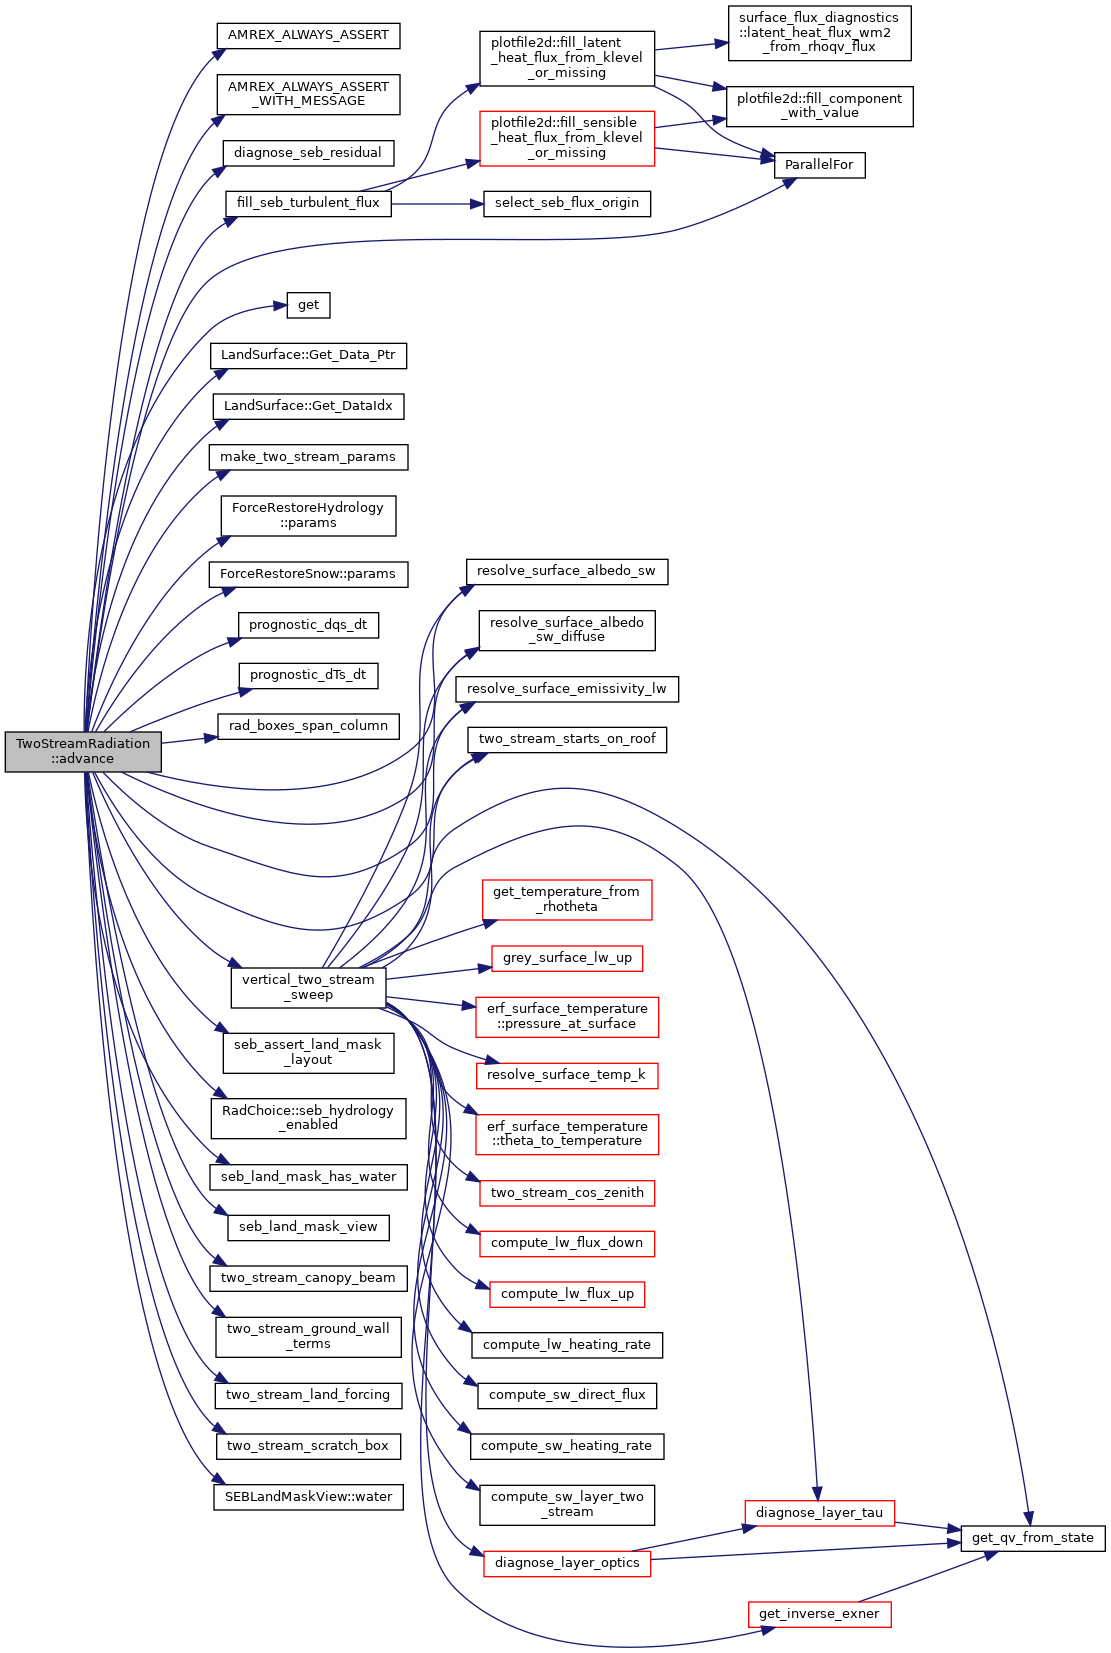 AMREX_ALWAYS_ASSERT
AMREX_ALWAYS_ASSERT
_WITH_MESSAGE
diagnose_seb_residual
fill_seb_turbulent_flux
plotfile2d::fill_latent
_heat_flux_from_klevel
_or_missing
surface_flux_diagnostics
::latent_heat_flux_wm2
_from_rhoqv_flux
plotfile2d::fill_component
_with_value
plotfile2d::fill_sensible
_heat_flux_from_klevel
_or_missing
ParallelFor
select_seb_flux_origin
get
LandSurface::Get_Data_Ptr
LandSurface::Get_DataIdx
make_two_stream_params
ForceRestoreHydrology
::params
ForceRestoreSnow::params
prognostic_dqs_dt
prognostic_dTs_dt
rad_boxes_span_column
TwoStreamRadiation
::advance
resolve_surface_albedo_sw
resolve_surface_albedo
_sw_diffuse
resolve_surface_emissivity_lw
two_stream_starts_on_roof
vertical_two_stream
_sweep
get_temperature_from
_rhotheta
grey_surface_lw_up
erf_surface_temperature
::pressure_at_surface
resolve_surface_temp_k
erf_surface_temperature
::theta_to_temperature
two_stream_cos_zenith
compute_lw_flux_down
compute_lw_flux_up
compute_lw_heating_rate
compute_sw_direct_flux
compute_sw_heating_rate
compute_sw_layer_two
_stream
diagnose_layer_optics
diagnose_layer_tau
get_qv_from_state
get_inverse_exner
seb_assert_land_mask
_layout
RadChoice::seb_hydrology
_enabled
seb_land_mask_has_water
seb_land_mask_view
two_stream_canopy_beam
two_stream_ground_wall
_terms
two_stream_land_forcing
two_stream_scratch_box
SEBLandMaskView::water